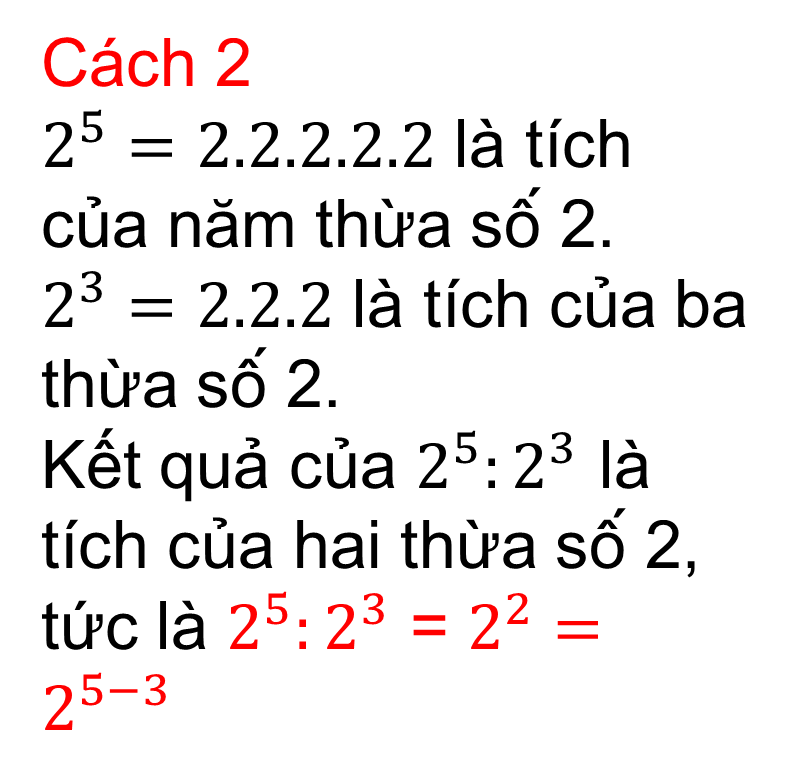 Cách 2
2⁵ = 2.2.2.2.2 là tích
của năm thừa số 2.
2³ = 2.2.2 là tích của ba
thừa số 2.
Kết quả của 2⁵: 2³ là
tích của hai thừa số 2,
tức là 2⁵: 2³ = 2² =
2⁵⁻³